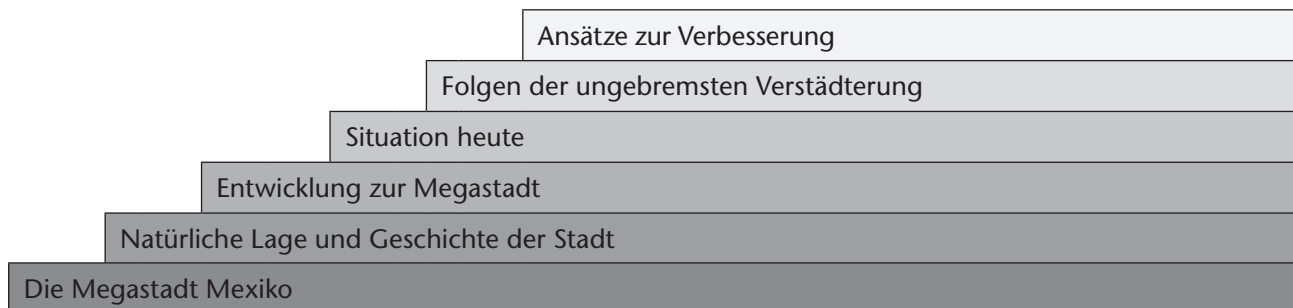 Ansätze zur Verbesserung
Folgen der ungebremsten Verstädterung
Situation heute
Entwicklung zur Megastadt
Natürliche Lage und Geschichte der Stadt
Die Megastadt Mexiko